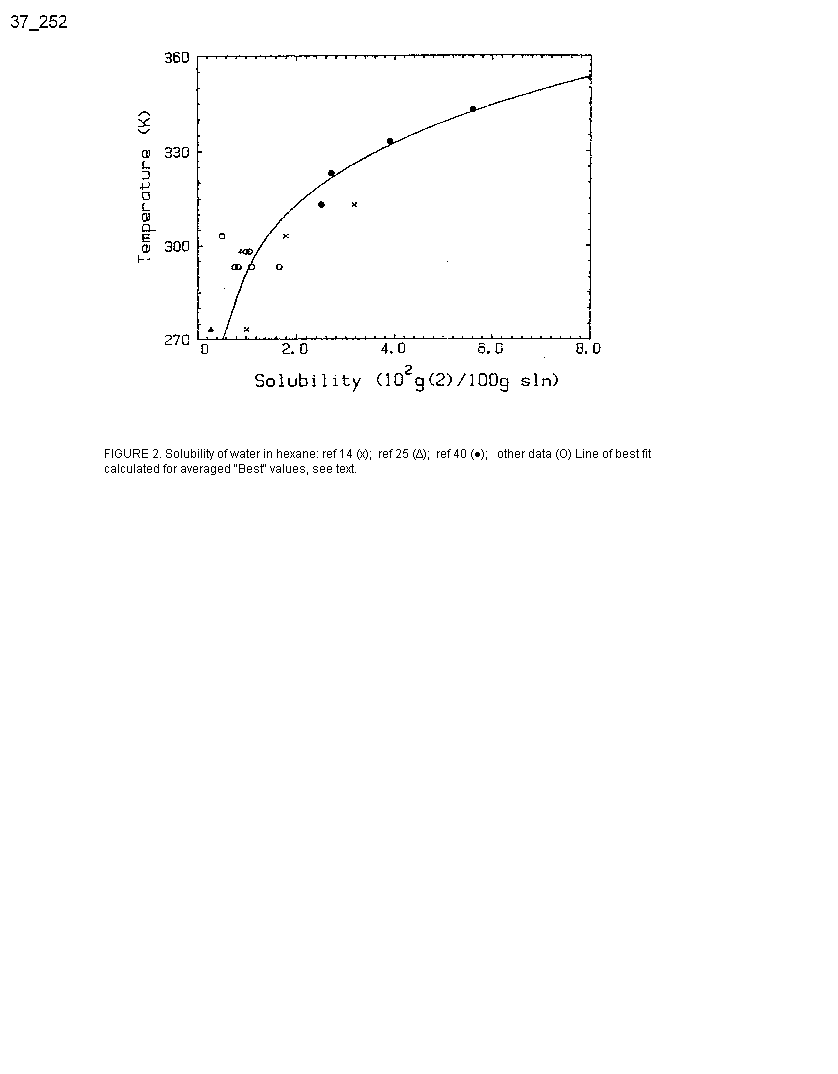 37_252
360
330
300
270
Temperature (K)
0 2.0 4.0 6.0 8.0
Solubility (10²g(2)/100g sln)
FIGURE 2. Solubility of water in hexane: ref 14 (x); ref 25 (Δ); ref 40 (●); other data (O) Line of best fit
calculated for averaged "Best" values, see text.